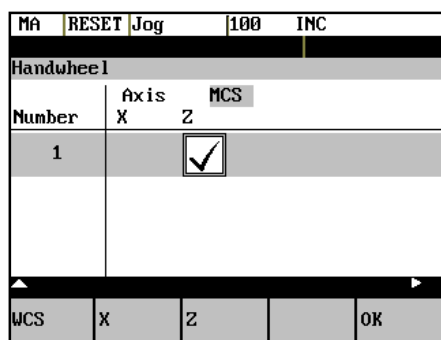 MA RESET Jog 100 INC
Handwheel
Axis MCS
Number X Z
1
WCS X Z OK